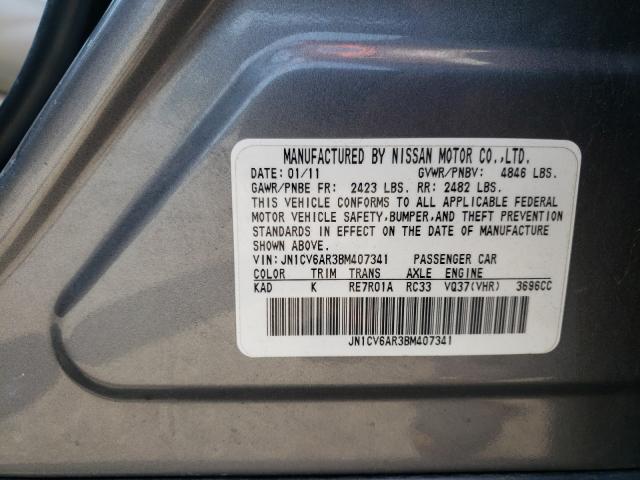 MANUFACTURED BY NISSAN MOTOR CO.,LTD.
DATE: 01/11 GVWR/PNBV: 4846 LBS.
GAWR/PNBE FR: 2423 LBS. RR: 2482 LBS.
THIS VEHICLE CONFORMS TO ALL APPLICABLE FEDERAL
MOTOR VEHICLE SAFETY,BUMPER,AND THEFT PREVENTION
STANDARDS IN EFFECT ON THE DATE OF MANUFACTURE
SHOWN ABOVE.
VIN: JN1CV6AR3BM407341 PASSENGER CAR
COLOR TRIM TRANS AXLE ENGINE
KAD K RE7R01A RC33 VQ37(VHR) 3696CC
JN1CV6AR3BM407341